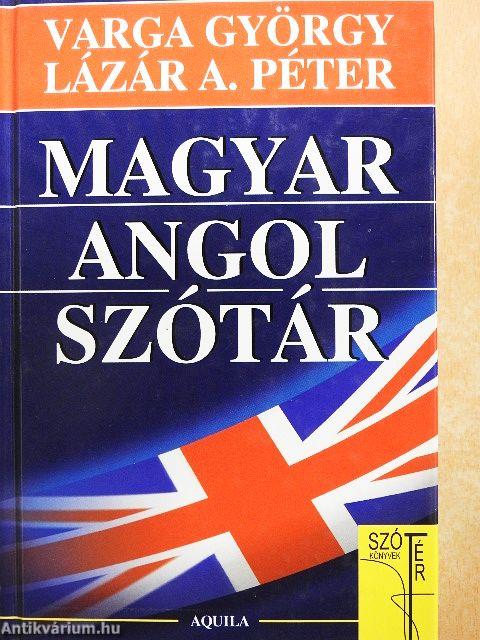 VARGA GYÖRGY
LÁZÁR A. PÉTER
MAGYAR
ANGOL
SZÓTÁR
SZÓ
KÖNYVEK
TÉR
AQUILA
Antikvárium.hu